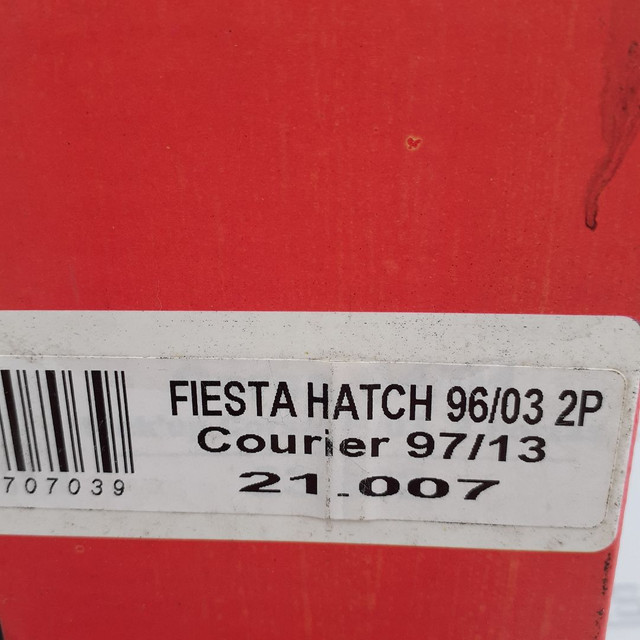 FIESTA HATCH 96/03 2P
Courier 97/13
707039
21.007